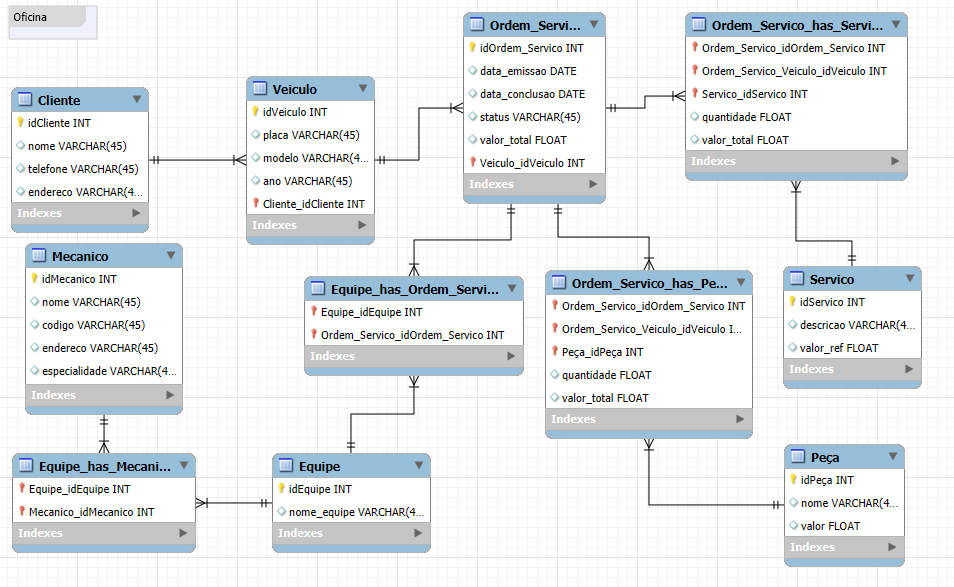 Oficina
Cliente
idCliente INT
nome VARCHAR(45)
telefone VARCHAR(45)
endereco VARCHAR(4...
Indexes
Veiculo
idVeiculo INT
placa VARCHAR(45)
modelo VARCHAR(4...
ano VARCHAR(45)
Cliente_idCliente INT
Indexes
Ordem_Servi...
idOrdem_Servico INT
data_emissao DATE
data_conclusao DATE
status VARCHAR(45)
valor_total FLOAT
Veiculo_idVeiculo INT
Indexes
Ordem_Servico_has_Servi...
Ordem_Servico_idOrdem_Servico INT
Ordem_Servico_Veiculo_idVeiculo INT
Servico_idServico INT
quantidade FLOAT
valor_total FLOAT
Indexes
Mecanico
idMecanico INT
nome VARCHAR(45)
codigo VARCHAR(45)
endereco VARCHAR(45)
especialidade VARCHAR(4...
Indexes
Equipe_has_Ordem_Servi...
Equipe_idEquipe INT
Ordem_Servico_idOrdem_Servico INT
Indexes
Ordem_Servico_has_Pe...
Ordem_Servico_idOrdem_Servico INT
Ordem_Servico_Veiculo_idVeiculo I...
Peça_idPeça INT
quantidade FLOAT
valor_total FLOAT
Indexes
Servico
idServico INT
descricao VARCHAR(4...
valor_ref FLOAT
Indexes
Equipe_has_Mecani...
Equipe_idEquipe INT
Mecanico_idMecanico INT
Indexes
Equipe
idEquipe INT
nome_equipe VARCHAR(4...
Indexes
Peça
idPeça INT
nome VARCHAR(4...
valor FLOAT
Indexes